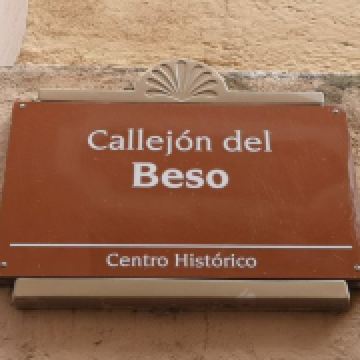 Callejón del
Beso
Centro Histórico